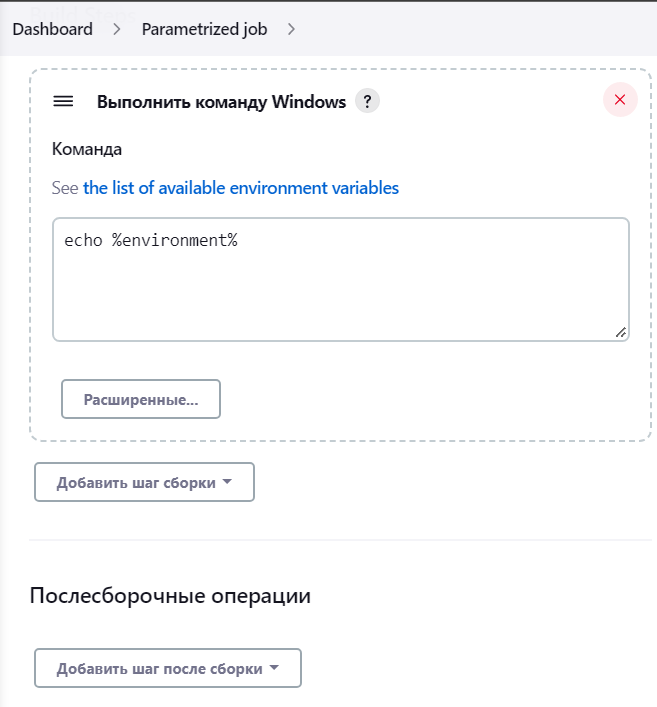 Dashboard > Parametrized job >
Выполнить команду Windows ?
Команда
See the list of available environment variables
echo %environment%
Расширенные...
Добавить шаг сборки
Послесборочные операции
Добавить шаг после сборки